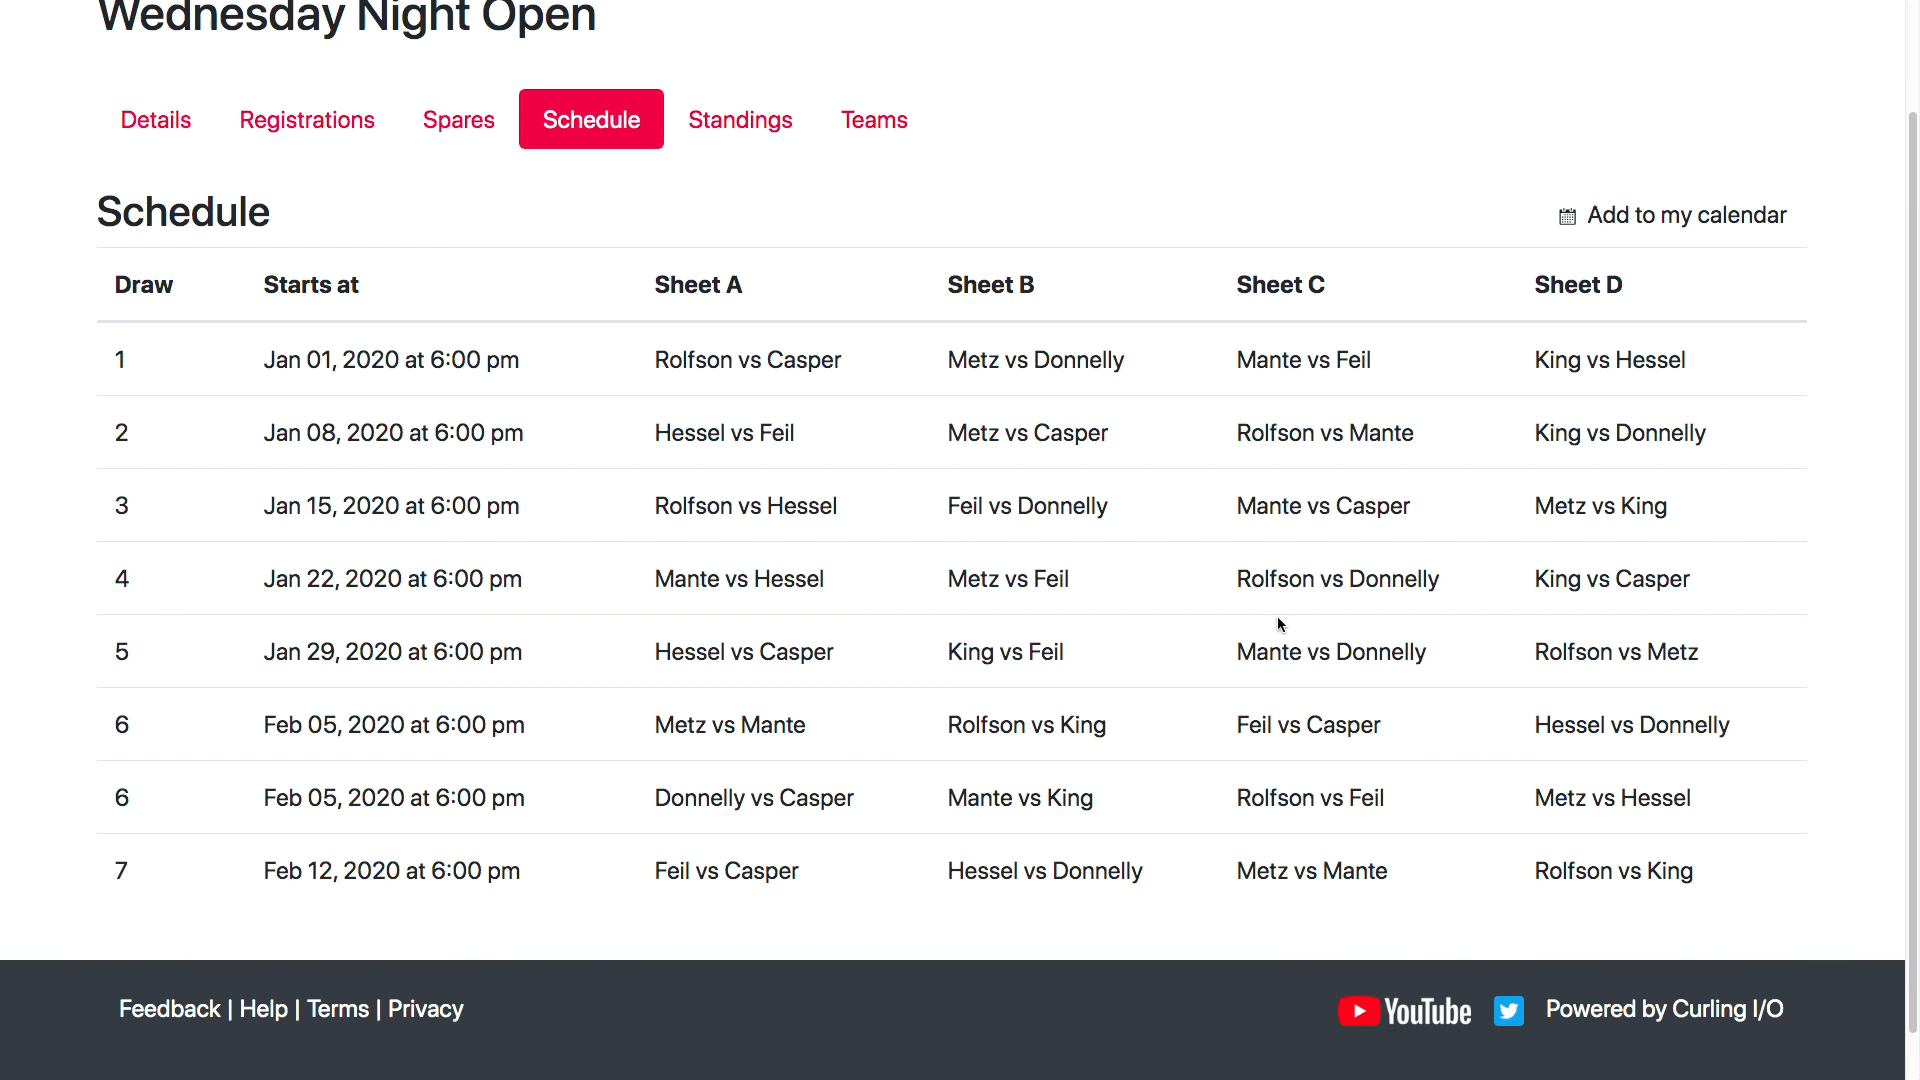 Wednesday Night Open
Details Registrations Spares Schedule Standings Teams
Schedule
Add to my calendar
Draw Starts at Sheet A Sheet B Sheet C Sheet D
1 Jan 01, 2020 at 6:00 pm Rolfson vs Casper Metz vs Donnelly Mante vs Feil King vs Hessel
2 Jan 08, 2020 at 6:00 pm Hessel vs Feil Metz vs Casper Rolfson vs Mante King vs Donnelly
3 Jan 15, 2020 at 6:00 pm Rolfson vs Hessel Feil vs Donnelly Mante vs Casper Metz vs King
4 Jan 22, 2020 at 6:00 pm Mante vs Hessel Metz vs Feil Rolfson vs Donnelly King vs Casper
5 Jan 29, 2020 at 6:00 pm Hessel vs Casper King vs Feil Mante vs Donnelly Rolfson vs Metz
6 Feb 05, 2020 at 6:00 pm Metz vs Mante Rolfson vs King Feil vs Casper Hessel vs Donnelly
6 Feb 05, 2020 at 6:00 pm Donnelly vs Casper Mante vs King Rolfson vs Feil Metz vs Hessel
7 Feb 12, 2020 at 6:00 pm Feil vs Casper Hessel vs Donnelly Metz vs Mante Rolfson vs King
Feedback | Help | Terms | Privacy YouTube Powered by Curling I/O